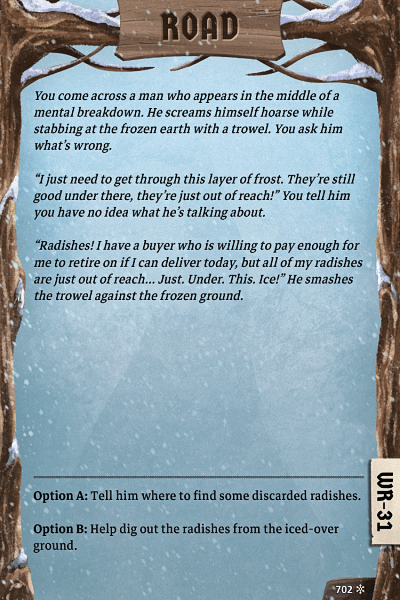 ROAD
You come across a man who appears in the middle of a
mental breakdown. He screams himself hoarse while
stabbing at the frozen earth with a trowel. You ask him
what's wrong.
“I just need to get through this layer of frost. They're still
good under there, they're just out of reach!” You tell him
you have no idea what he's talking about.
“Radishes! I have a buyer who is willing to pay enough for
me to retire on if I can deliver today, but all of my radishes
are just out of reach... Just. Under. This. Ice!” He smashes
the trowel against the frozen ground.
Option A: Tell him where to find some discarded radishes.
Option B: Help dig out the radishes from the iced-over
ground.
WR-31
702